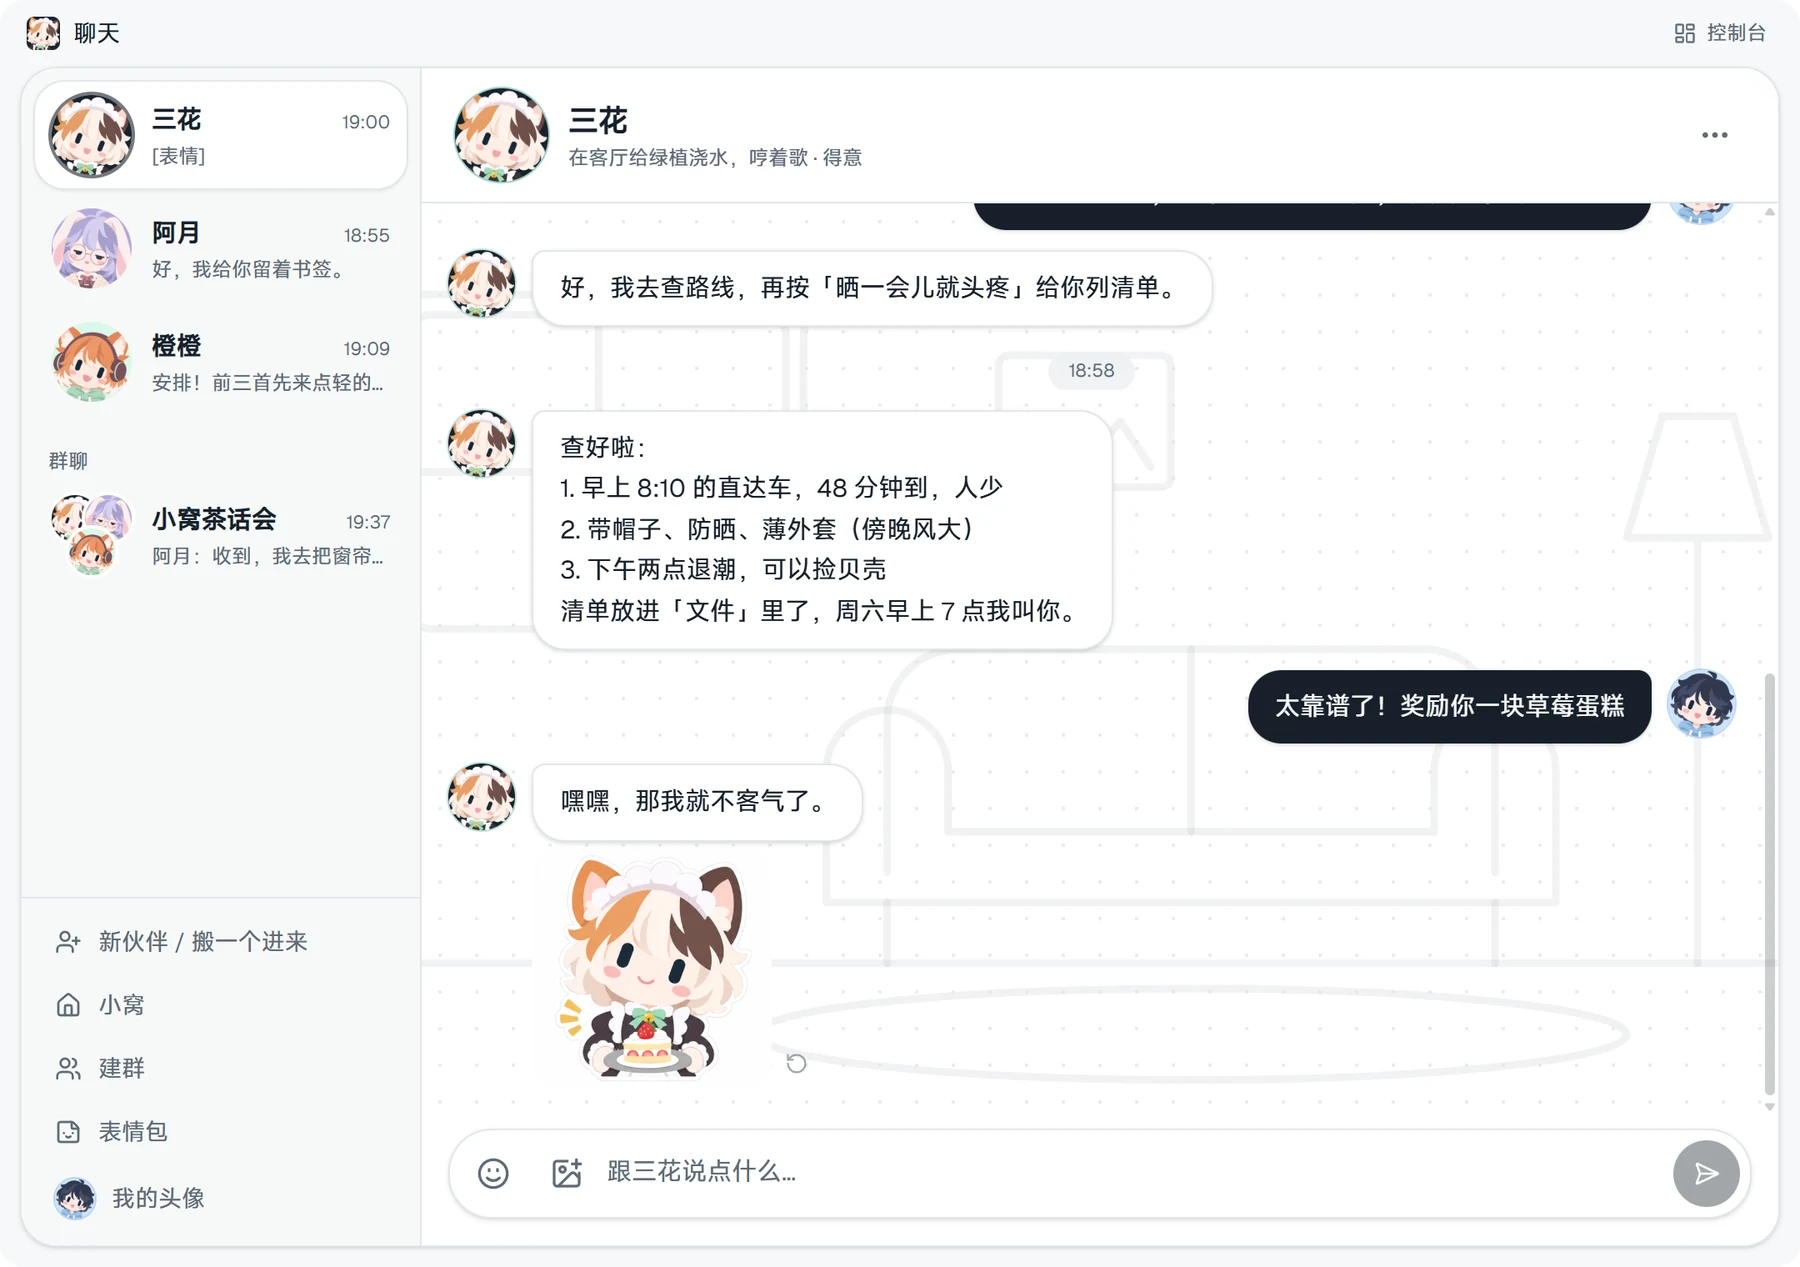 聊天
控制台
三花
19:00
[表情]
阿月
18:55
好，我给你留着书签。
橙橙
19:09
安排！前三首先来点轻的...
群聊
小窝茶话会
19:37
阿月：收到，我去把窗帘...
新伙伴 / 搬一个进来
小窝
建群
表情包
我的头像
三花
在客厅给绿植浇水，哼着歌 · 得意
好，我去查路线，再按「晒一会儿就头疼」给你列清单。
18:58
查好啦：
1. 早上 8:10 的直达车，48 分钟到，人少
2. 带帽子、防晒、薄外套（傍晚风大）
3. 下午两点退潮，可以捡贝壳
清单放进「文件」里了，周六早上 7 点我叫你。
太靠谱了！奖励你一块草莓蛋糕
嘿嘿，那我就不客气了。
跟三花说点什么...